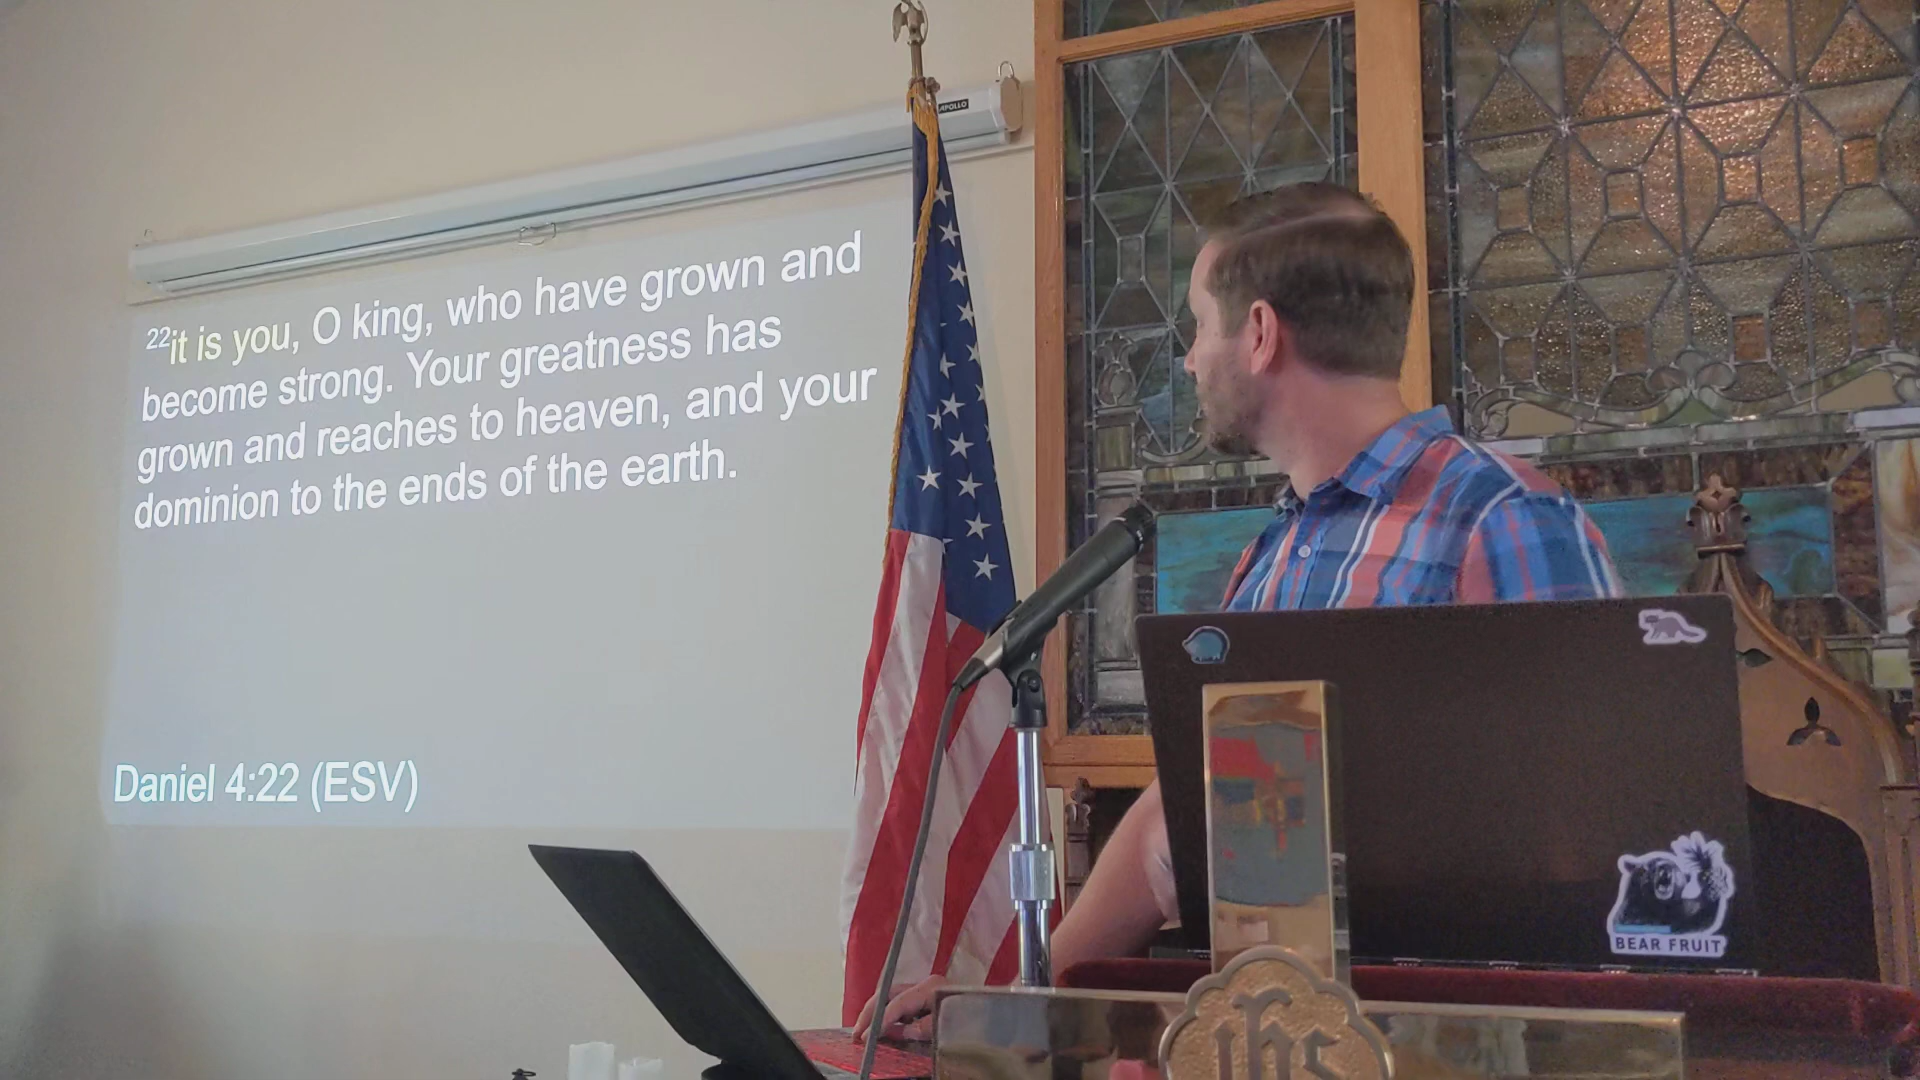 APOLLO
22it is you, O king, who have grown and
become strong. Your greatness has
grown and reaches to heaven, and your
dominion to the ends of the earth.
Daniel 4:22 (ESV)
BEAR FRUIT
ihs